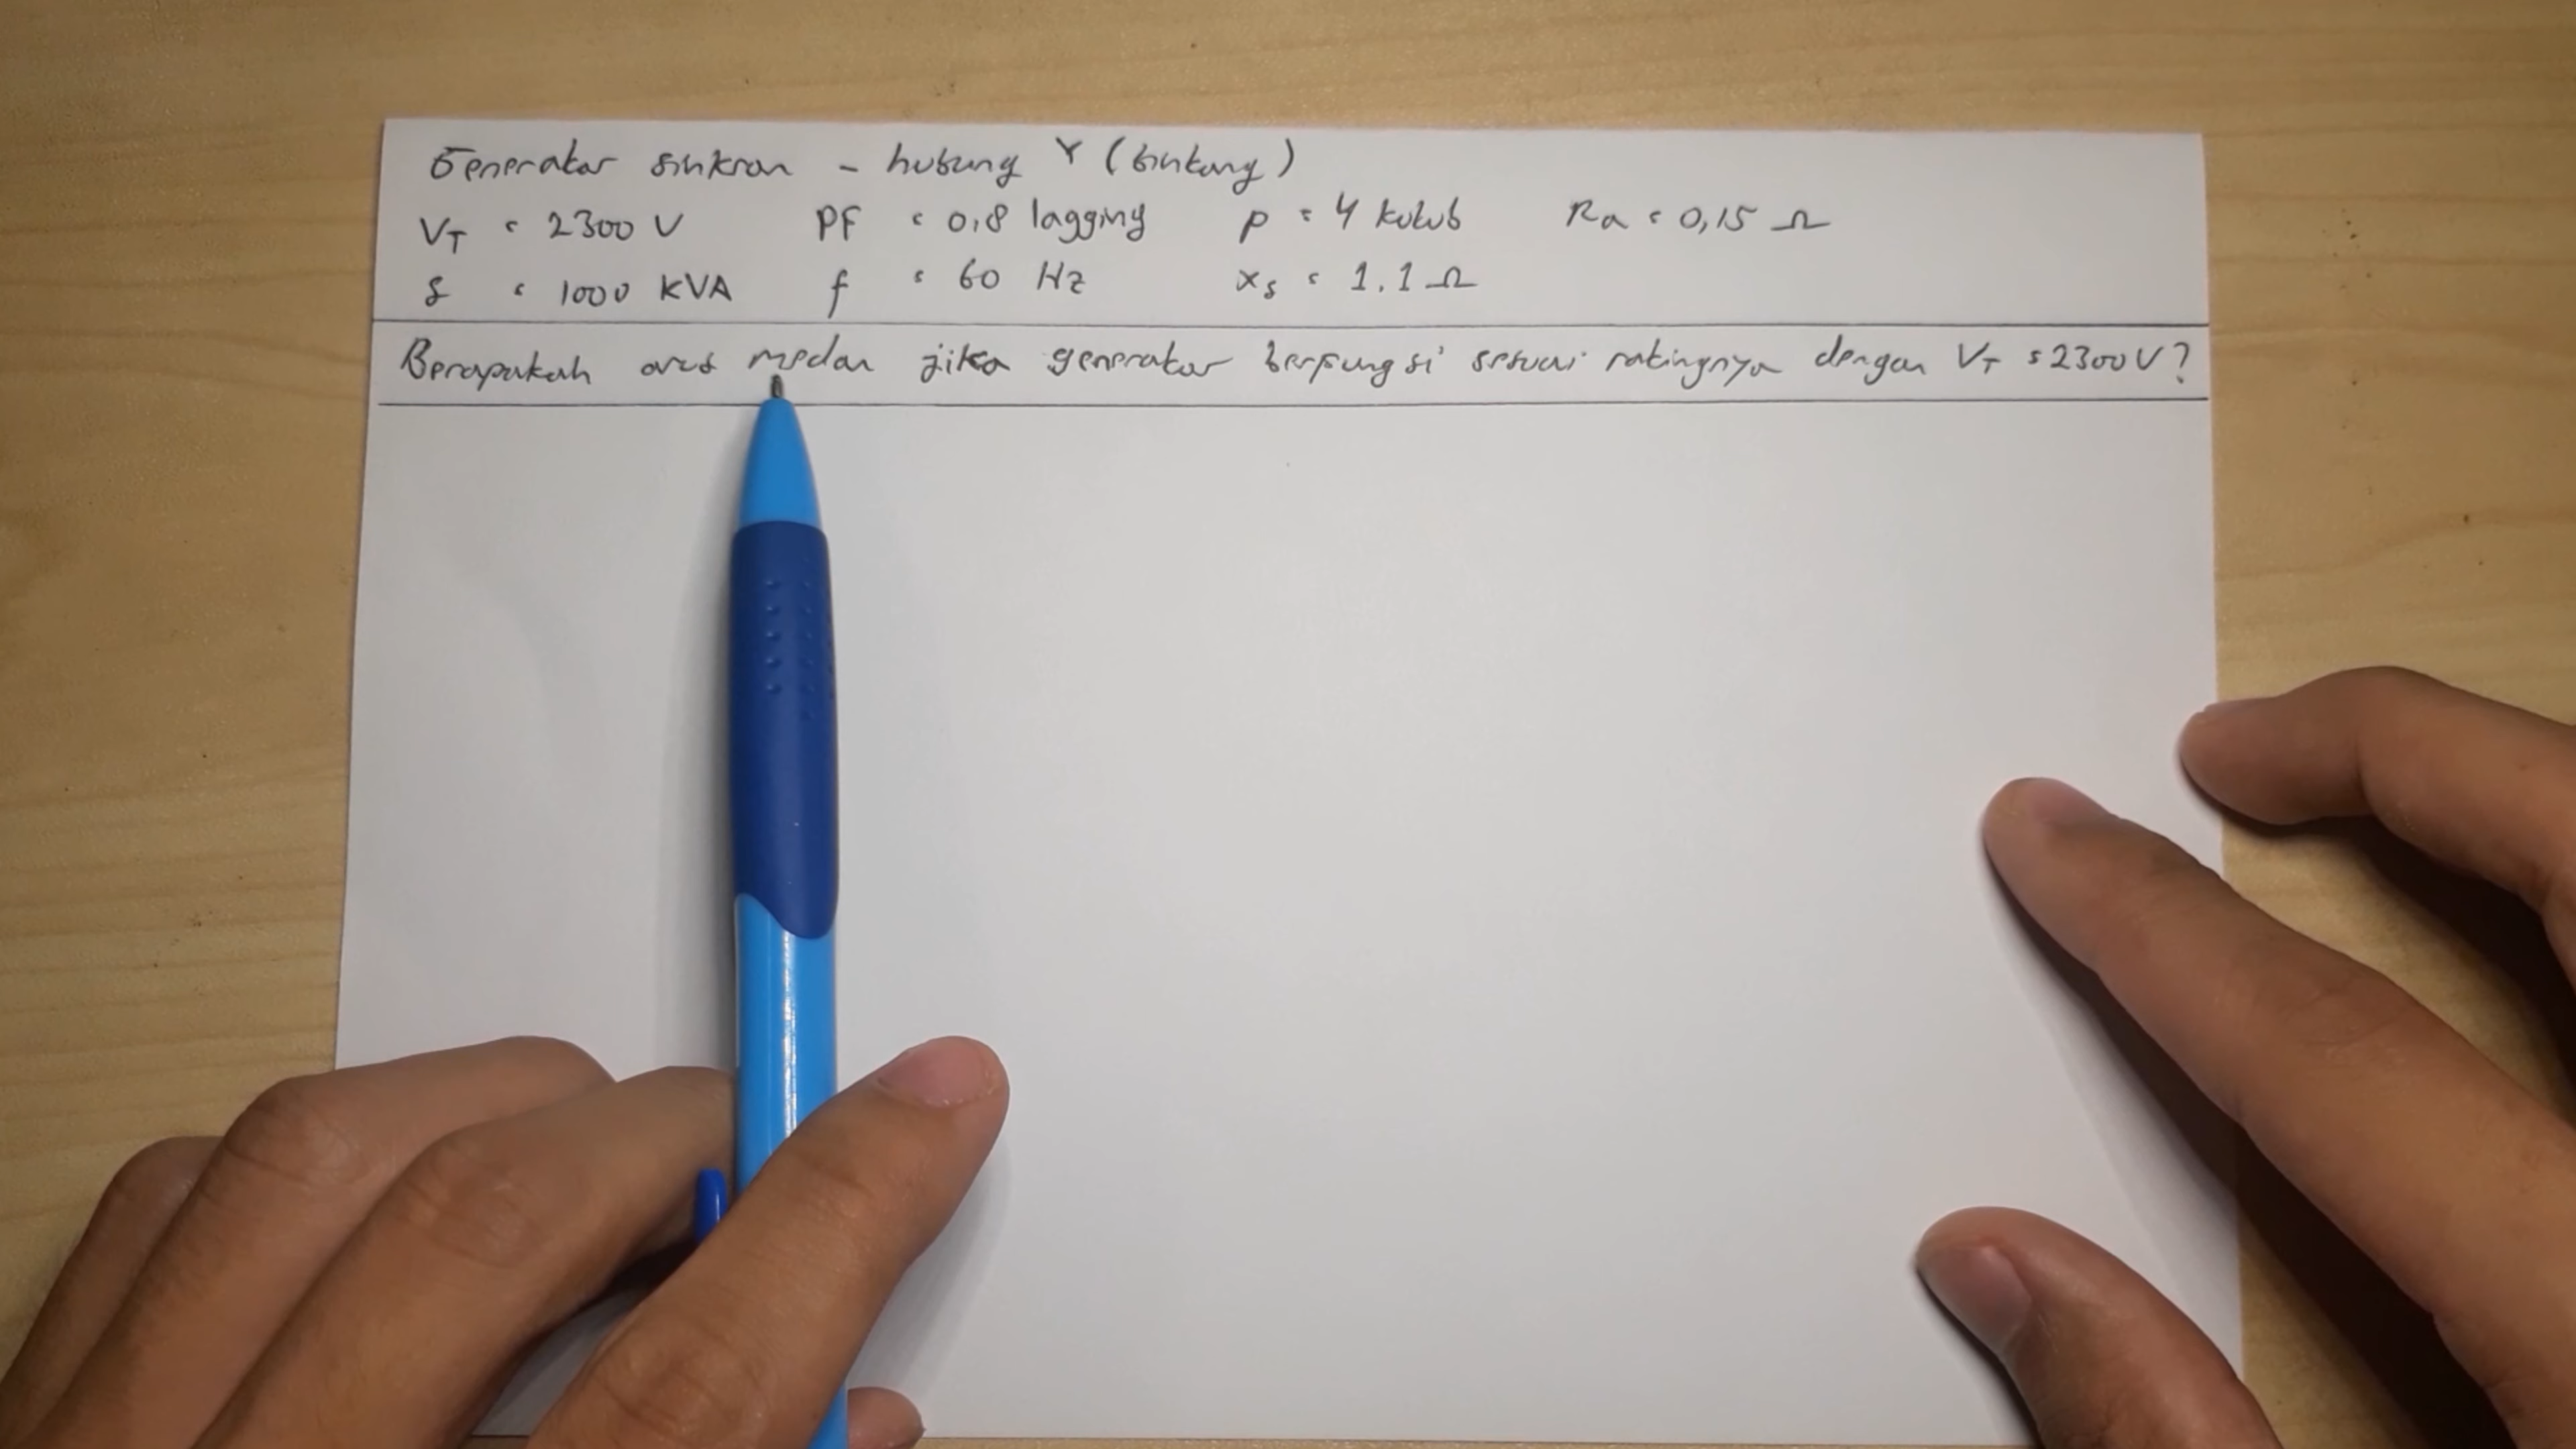 Generator sinkron - hubung Y (bintang)
VT = 2300 V PF = 0,8 lagging P = 4 kutub Ra = 0,15 Ω
S = 1000 KVA f = 60 Hz Xs = 1.1 Ω
Berapakah arus medan jika generator berfungsi sesuai ratingnya dengan VT = 2300 V?